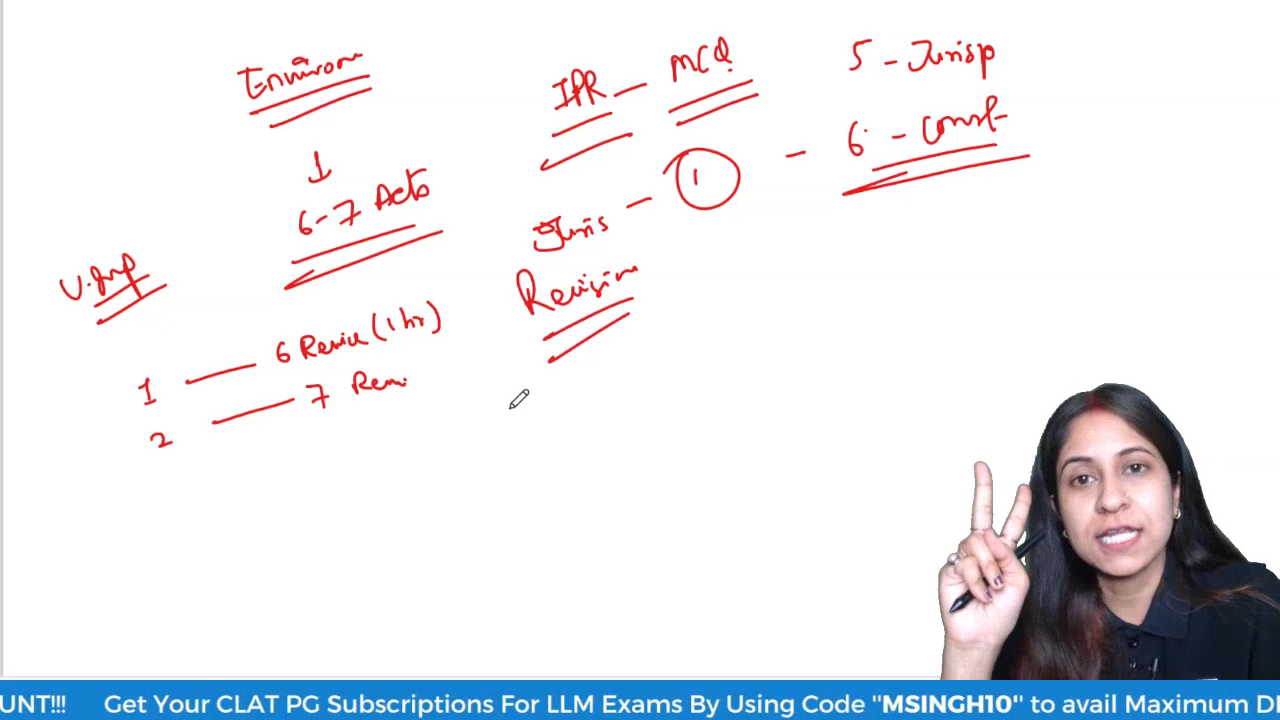 Environ
1
6-7 Acts
V. Imp
1 — 6 Revise (1 hr)
2 — 7 Rev
IPR — MCQ
Juris — 1 — 6 - Const
Revision
5 - Jurisp
UNT!!! Get Your CLAT PG Subscriptions For LLM Exams By Using Code "MSINGH10" to avail Maximum Di